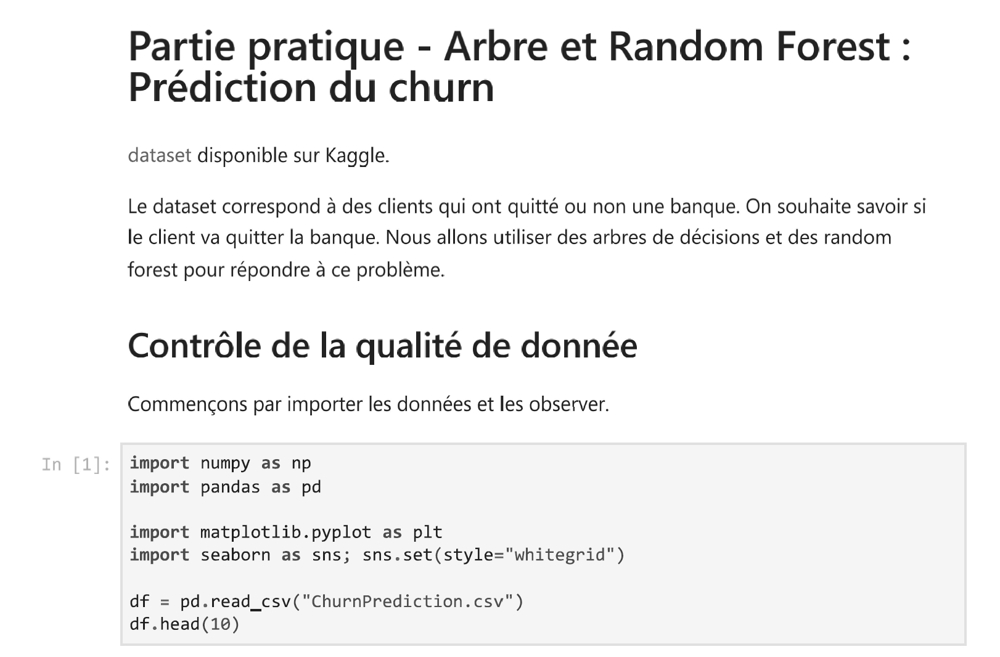 Partie pratique - Arbre et Random Forest :
Prédiction du churn
dataset disponible sur Kaggle.
Le dataset correspond à des clients qui ont quitté ou non une banque. On souhaite savoir si
le client va quitter la banque. Nous allons utiliser des arbres de décisions et des random
forest pour répondre à ce problème.
Contrôle de la qualité de donnée
Commençons par importer les données et les observer.
In [1]:
import numpy as np
import pandas as pd
import matplotlib.pyplot as plt
import seaborn as sns; sns.set(style="whitegrid")
df = pd.read_csv("ChurnPrediction.csv")
df.head(10)